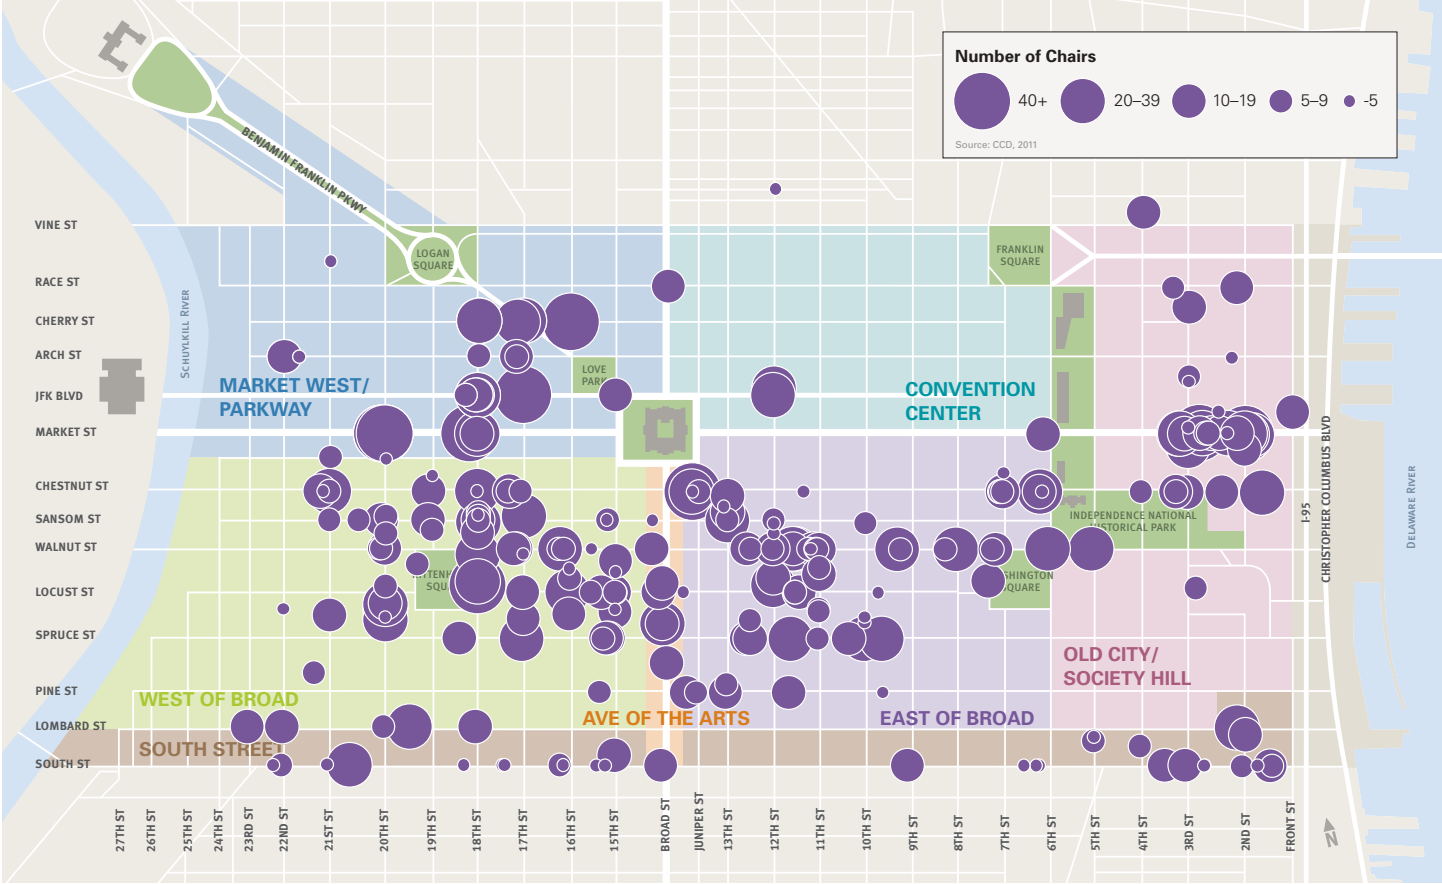 Number of Chairs
40+
20–39
10–19
5–9
-5
Source: CCD, 2011
BENJAMIN FRANKLIN PKWY
VINE ST
RACE ST
CHERRY ST
ARCH ST
JFK BLVD
MARKET ST
CHESTNUT ST
SANSOM ST
WALNUT ST
LOCUST ST
SPRUCE ST
PINE ST
LOMBARD ST
SOUTH ST
SCHUYLKILL RIVER
LOGAN
SQUARE
FRANKLIN
SQUARE
LOVE
PARK
MARKET WEST/
PARKWAY
CONVENTION
CENTER
INDEPENDENCE NATIONAL
HISTORICAL PARK
RITTENH
SQU
SHINGTON
SQUARE
OLD CITY/
SOCIETY HILL
WEST OF BROAD
AVE OF THE ARTS
EAST OF BROAD
SOUTH STREET
I-95
CHRISTOPHER COLUMBUS BLVD
DELAWARE RIVER
27TH ST
26TH ST
25TH ST
24TH ST
23RD ST
22ND ST
21ST ST
20TH ST
19TH ST
18TH ST
17TH ST
16TH ST
15TH ST
BROAD ST
JUNIPER ST
13TH ST
12TH ST
11TH ST
10TH ST
9TH ST
8TH ST
7TH ST
6TH ST
5TH ST
4TH ST
3RD ST
2ND ST
FRONT ST
N